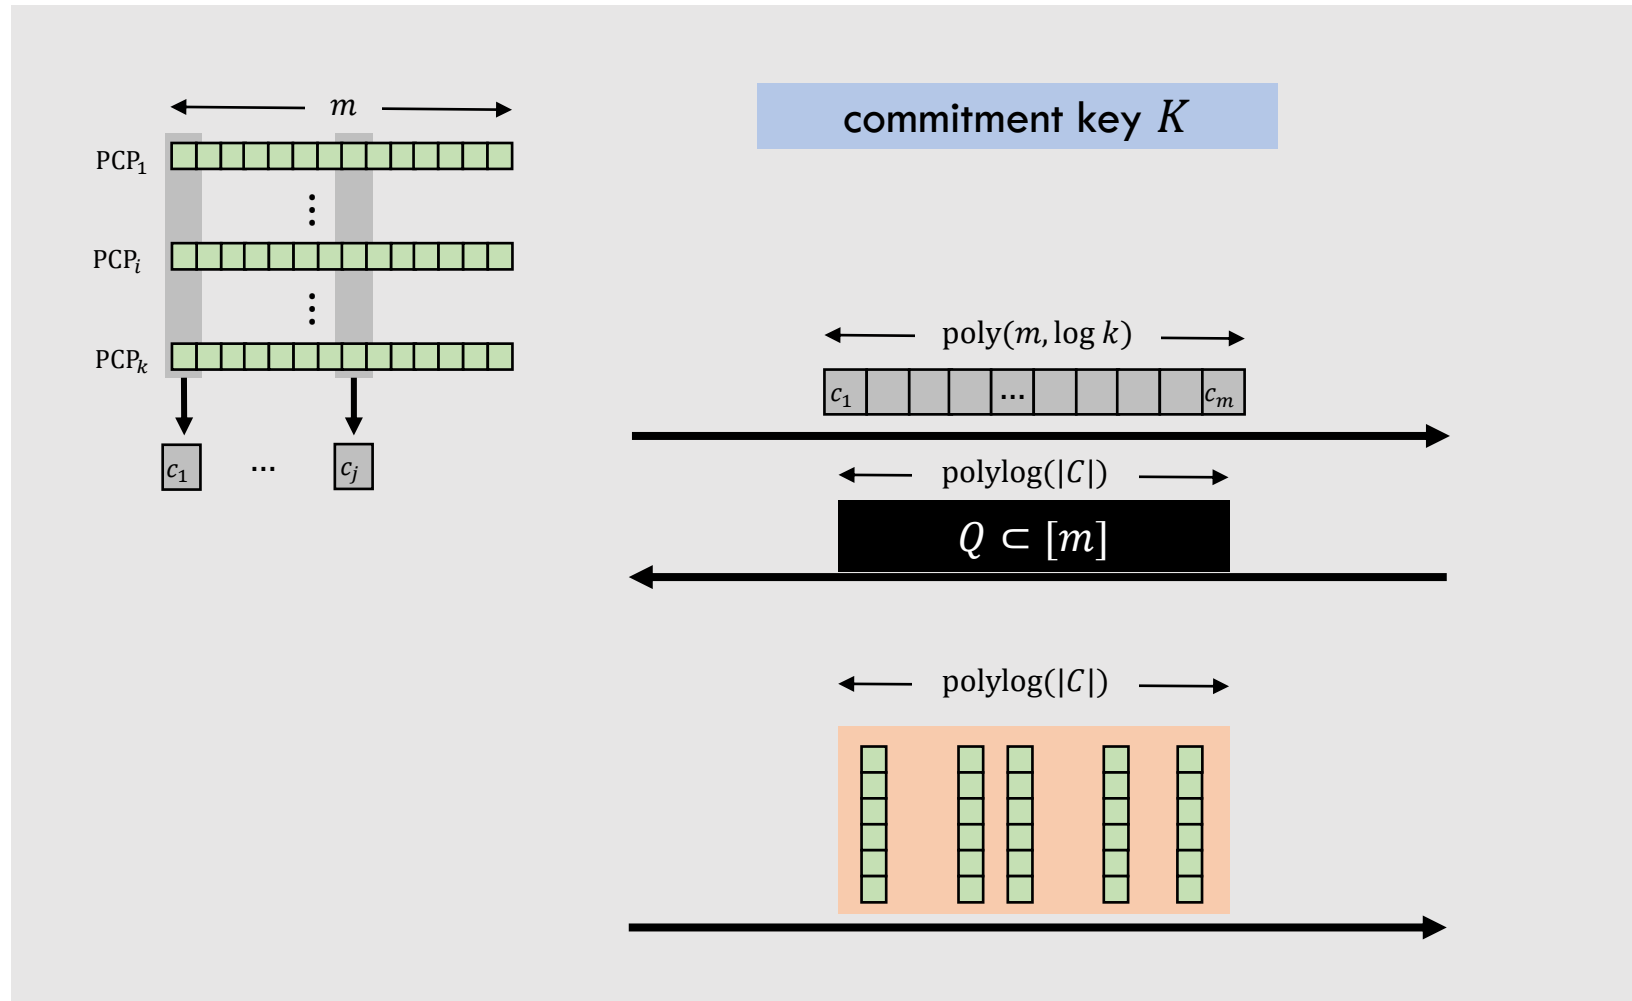 m
PCP₁
⋮
PCPᵢ
⋮
PCPₖ
c₁ ... cⱼ
commitment key K
poly(m, log k)
c₁ ... cₘ
polylog(|C|)
Q ⊂ [m]
polylog(|C|)